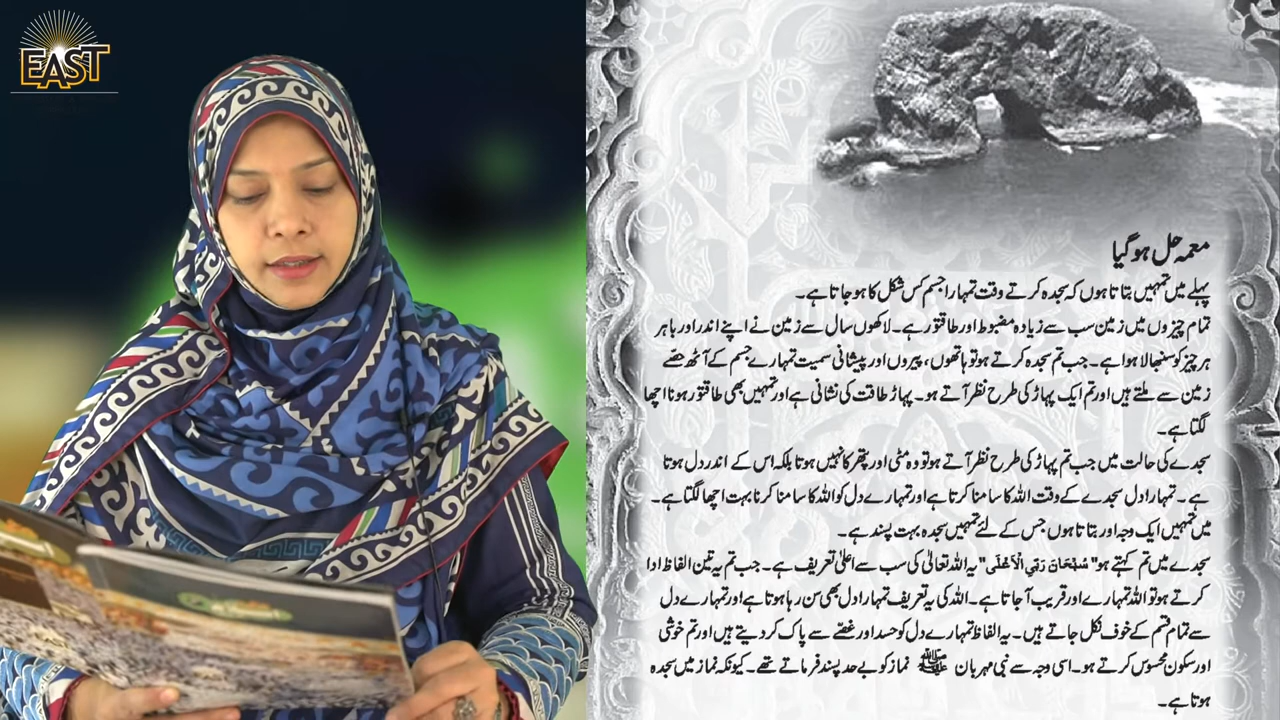 EAST
معمہ حل ہوگیا
پہلے میں تمہیں بتاتا ہوں کہ سجدہ کرتے وقت تمہارا جسم کس شکل کا ہو جاتا ہے۔
تمام چیزوں میں زمین سب سے زیادہ مضبوط اور طاقتور ہے۔ لاکھوں سال سے زمین نے اپنے اندر اور باہر
ہر چیز کو سنبھالا ہوا ہے۔ جب تم سجدہ کرتے ہو تو ہاتھوں، پیروں اور پیشانی سمیت تمہارے جسم کے آٹھ حصّے
زمین سے ملتے ہیں اور تم ایک پہاڑ کی طرح نظر آتے ہو۔ پہاڑ طاقت کی نشانی ہے اور تمہیں بھی طاقتور ہونا اچھا
لگتا ہے۔
سجدے کی حالت میں جب تم پہاڑ کی طرح نظر آتے ہو تو وہ مٹی اور پتھر کا نہیں ہوتا بلکہ اس کے اندر دل ہوتا
ہے۔ تمہارا دل سجدے کے وقت اللہ کا سامنا کرتا ہے اور تمہارے دل کو اللہ کا سامنا کرنا بہت اچھا لگتا ہے۔
میں تمہیں ایک وجہ اور بتاتا ہوں جس کے لئے تمہیں سجدہ بہت پسند ہے۔
سجدے میں تم کہتے ہو "سُبْحَانَ رَبِّيَ الْاَعْلٰی" یہ اللہ تعالیٰ کی سب سے اعلیٰ تعریف ہے۔ جب تم یہ تین الفاظ ادا
کرتے ہو تو اللہ تمہارے اور قریب آجاتا ہے۔ اللہ کی یہ تعریف تمہارا دل بھی سن رہا ہوتا ہے اور تمہارے دل
سے تمام قسم کے خوف نکل جاتے ہیں۔ یہ الفاظ تمہارے دل کو حسد اور غصّے سے پاک کر دیتے ہیں اور تم خوشی
اور سکون محسوس کرتے ہو۔ اسی وجہ سے نبی مہربان ﷺ نماز کو بے حد پسند فرماتے تھے۔ کیونکہ نماز میں سجدہ
ہوتا ہے۔